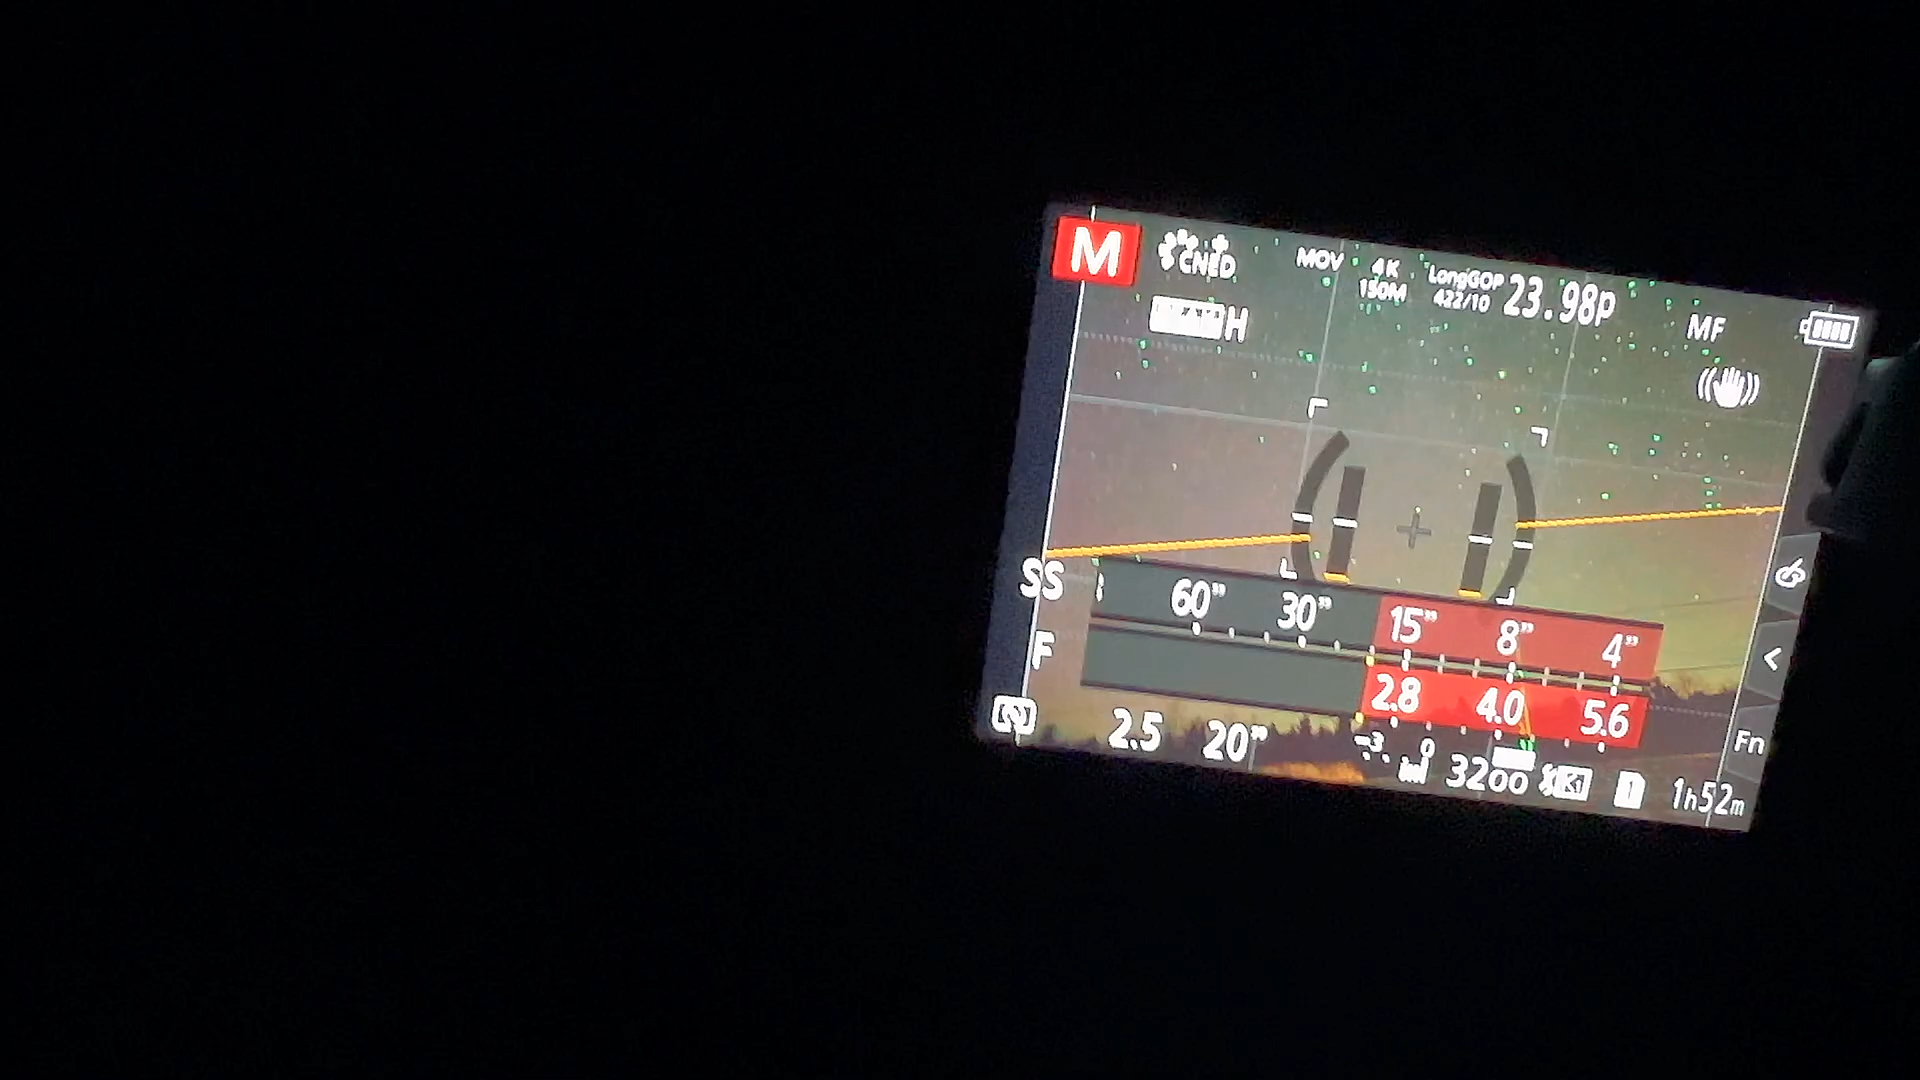 M CNED MOV 4K 150M LongGOP 422/10 23.98p
H MF
SS 60" 30" 15" 8" 4"
F 2.8 4.0 5.6
2.5 20" -3 0 3200 1 1h52m
Fn